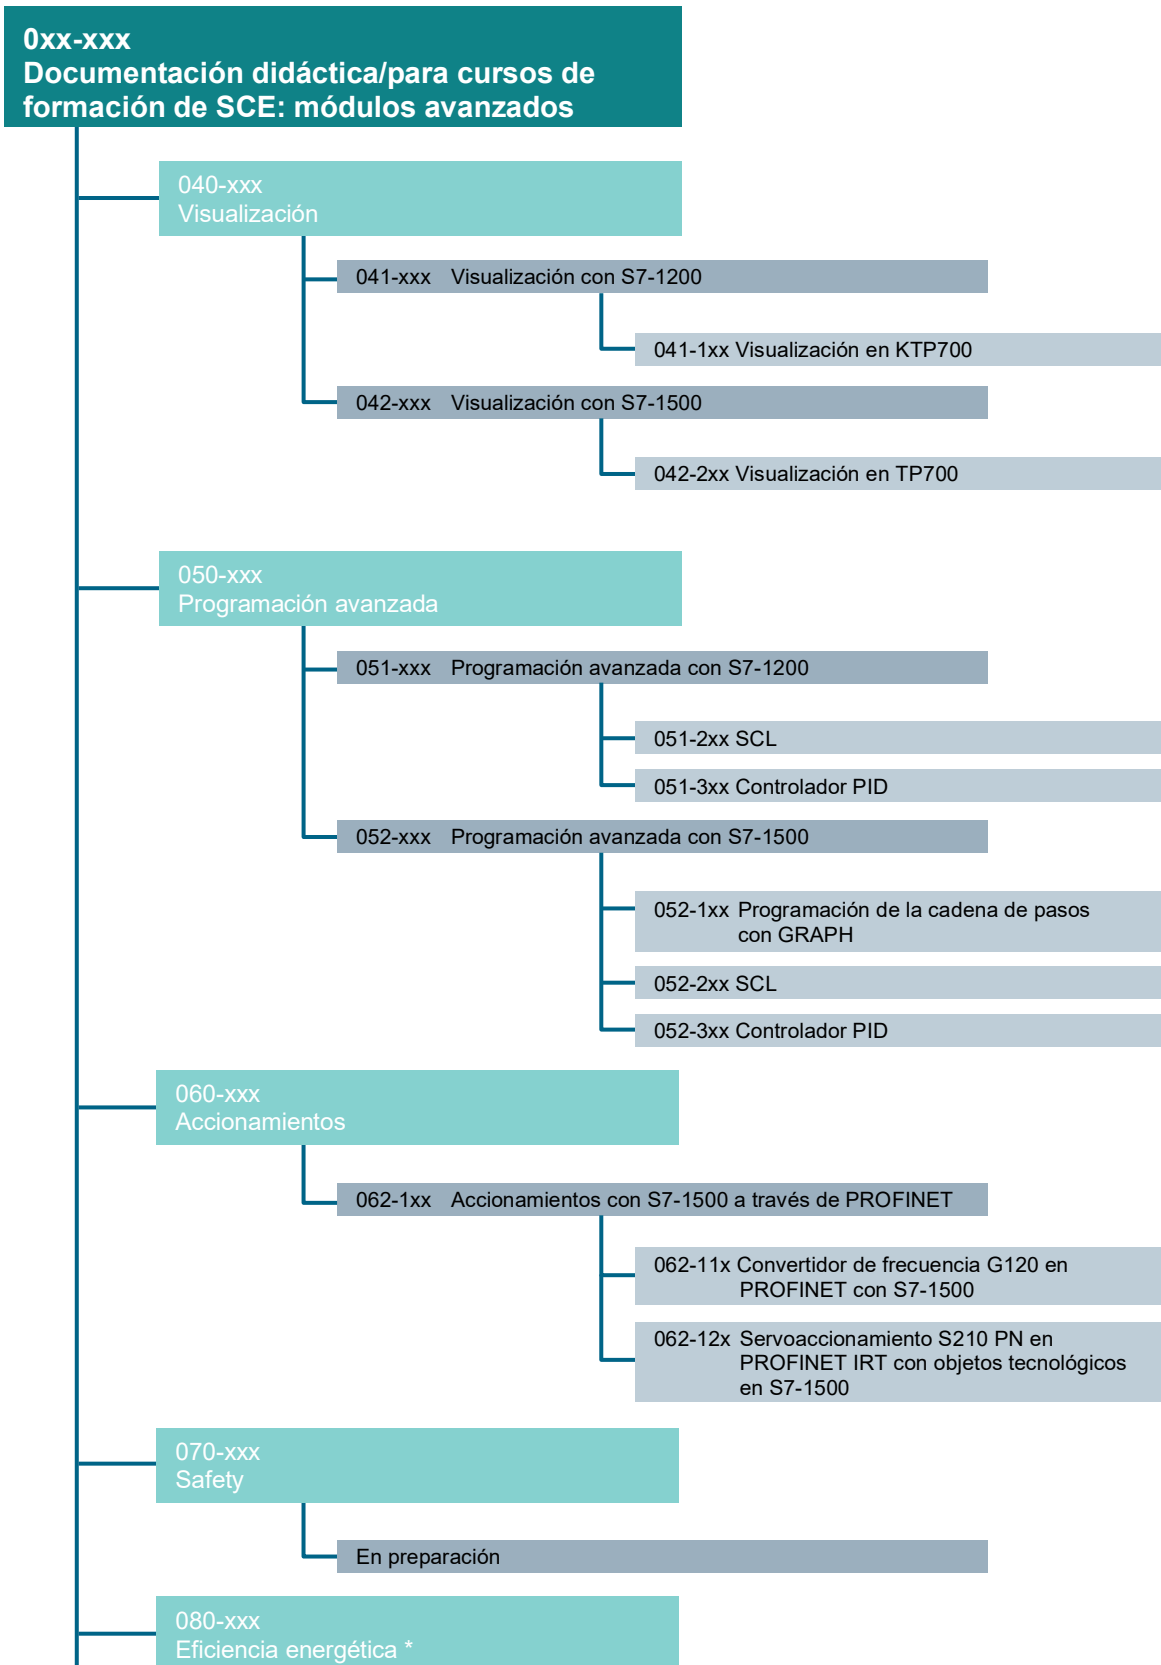 0xx-xxx
Documentación didáctica/para cursos de
formación de SCE: módulos avanzados
040-xxx
Visualización
041-xxx Visualización con S7-1200
041-1xx Visualización en KTP700
042-xxx Visualización con S7-1500
042-2xx Visualización en TP700
050-xxx
Programación avanzada
051-xxx Programación avanzada con S7-1200
051-2xx SCL
051-3xx Controlador PID
052-xxx Programación avanzada con S7-1500
052-1xx Programación de la cadena de pasos
con GRAPH
052-2xx SCL
052-3xx Controlador PID
060-xxx
Accionamientos
062-1xx Accionamientos con S7-1500 a través de PROFINET
062-11x Convertidor de frecuencia G120 en
PROFINET con S7-1500
062-12x Servoaccionamiento S210 PN en
PROFINET IRT con objetos tecnológicos
en S7-1500
070-xxx
Safety
En preparación
080-xxx
Eficiencia energética *